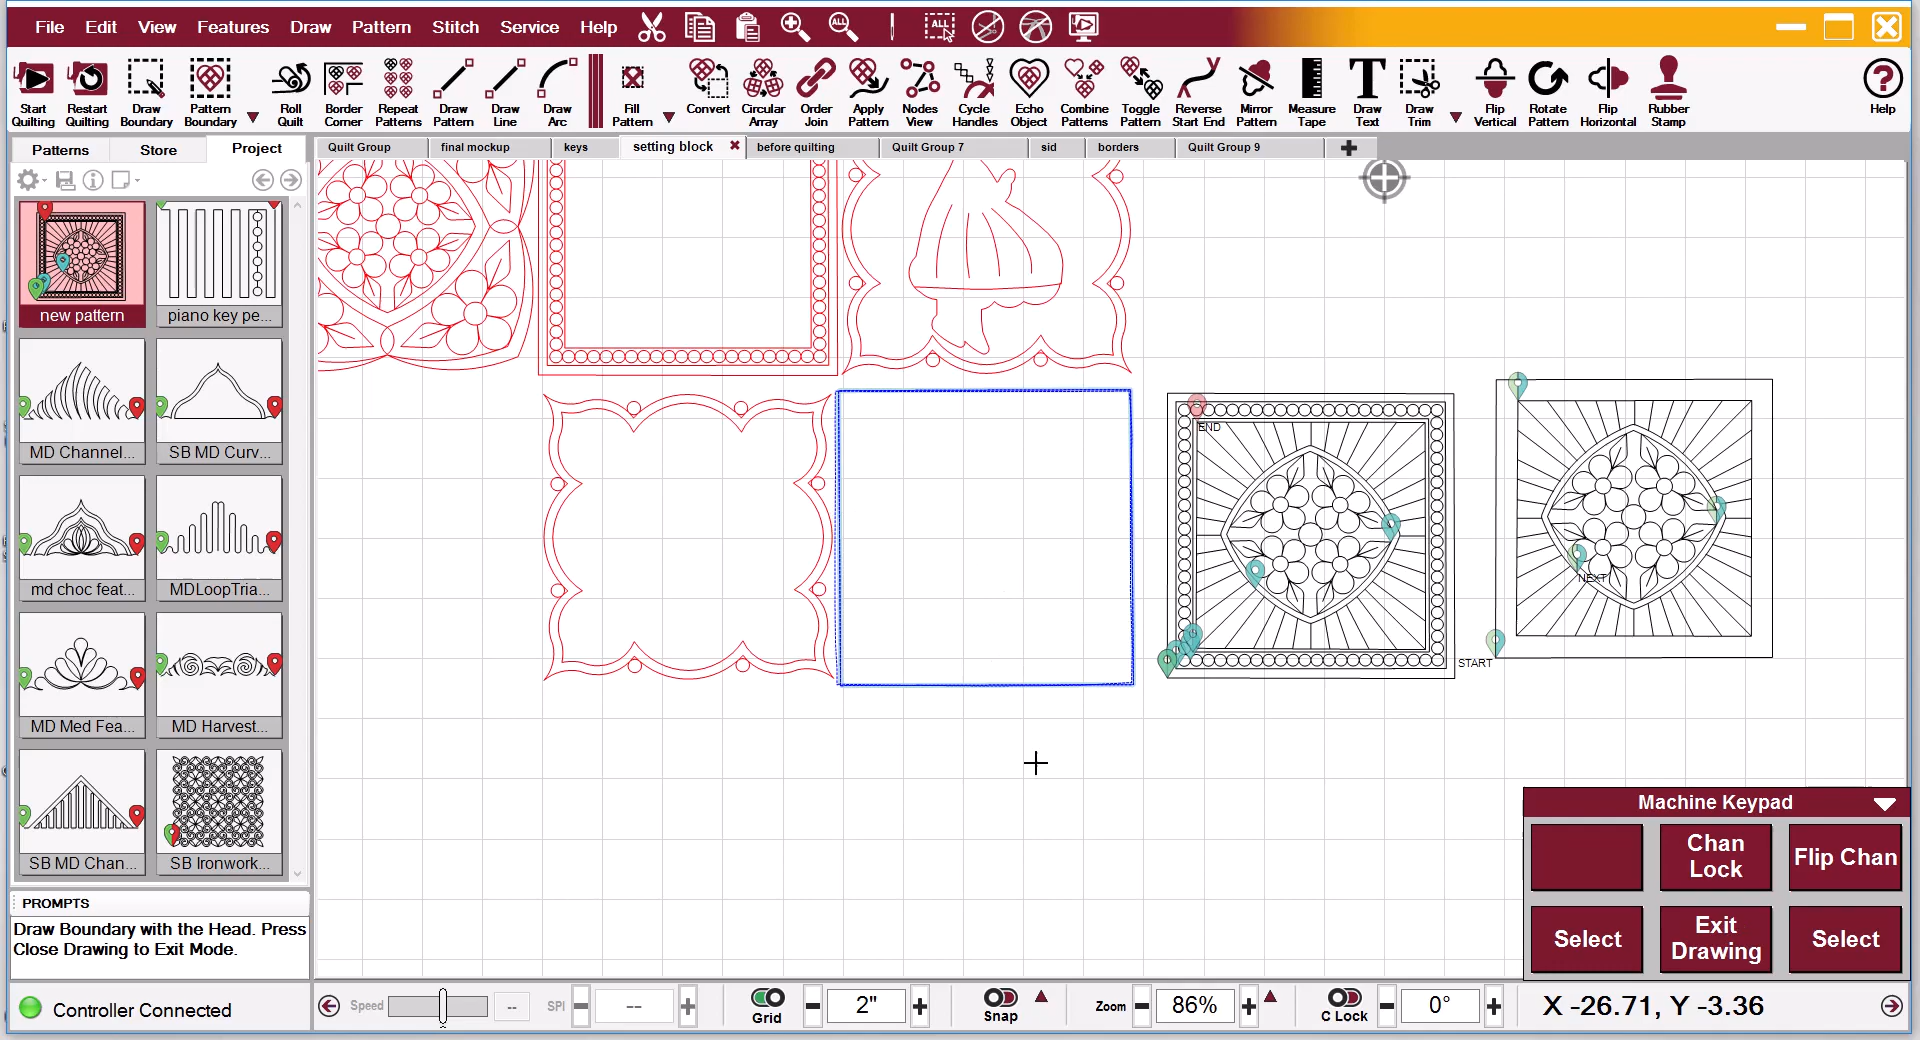 File Edit View Features Draw Pattern Stitch Service Help ALL ALL
Start Quilting
Restart Quilting
Draw Boundary
Pattern Boundary
Roll Quilt
Border Corner
Repeat Patterns
Draw Pattern
Draw Line
Draw Arc
Fill Pattern
Convert
Circular Array
Order Join
Apply Pattern
Nodes View
Cycle Handles
Echo Object
Combine Patterns
Toggle Pattern
Reverse Start End
Mirror Pattern
Measure Tape
Draw Text
Draw Trim
Flip Vertical
Rotate Pattern
Flip Horizontal
Rubber Stamp
Help
Patterns Store Project
Quilt Group final mockup keys setting block before quilting Quilt Group 7 sid borders Quilt Group 9
new pattern piano key pe...
MD Channel... SB MD Curv...
md choc feat... MDLoopTria...
MD Med Fea... MD Harvest...
SB MD Chan... SB Ironwork...
END
NEXT
START
PROMPTS
Draw Boundary with the Head. Press
Close Drawing to Exit Mode.
Machine Keypad
Chan Lock
Flip Chan
Select
Exit Drawing
Select
Controller Connected
Speed -- SPI -- Grid 2" Snap Zoom 86% C Lock 0° X -26.71, Y -3.36